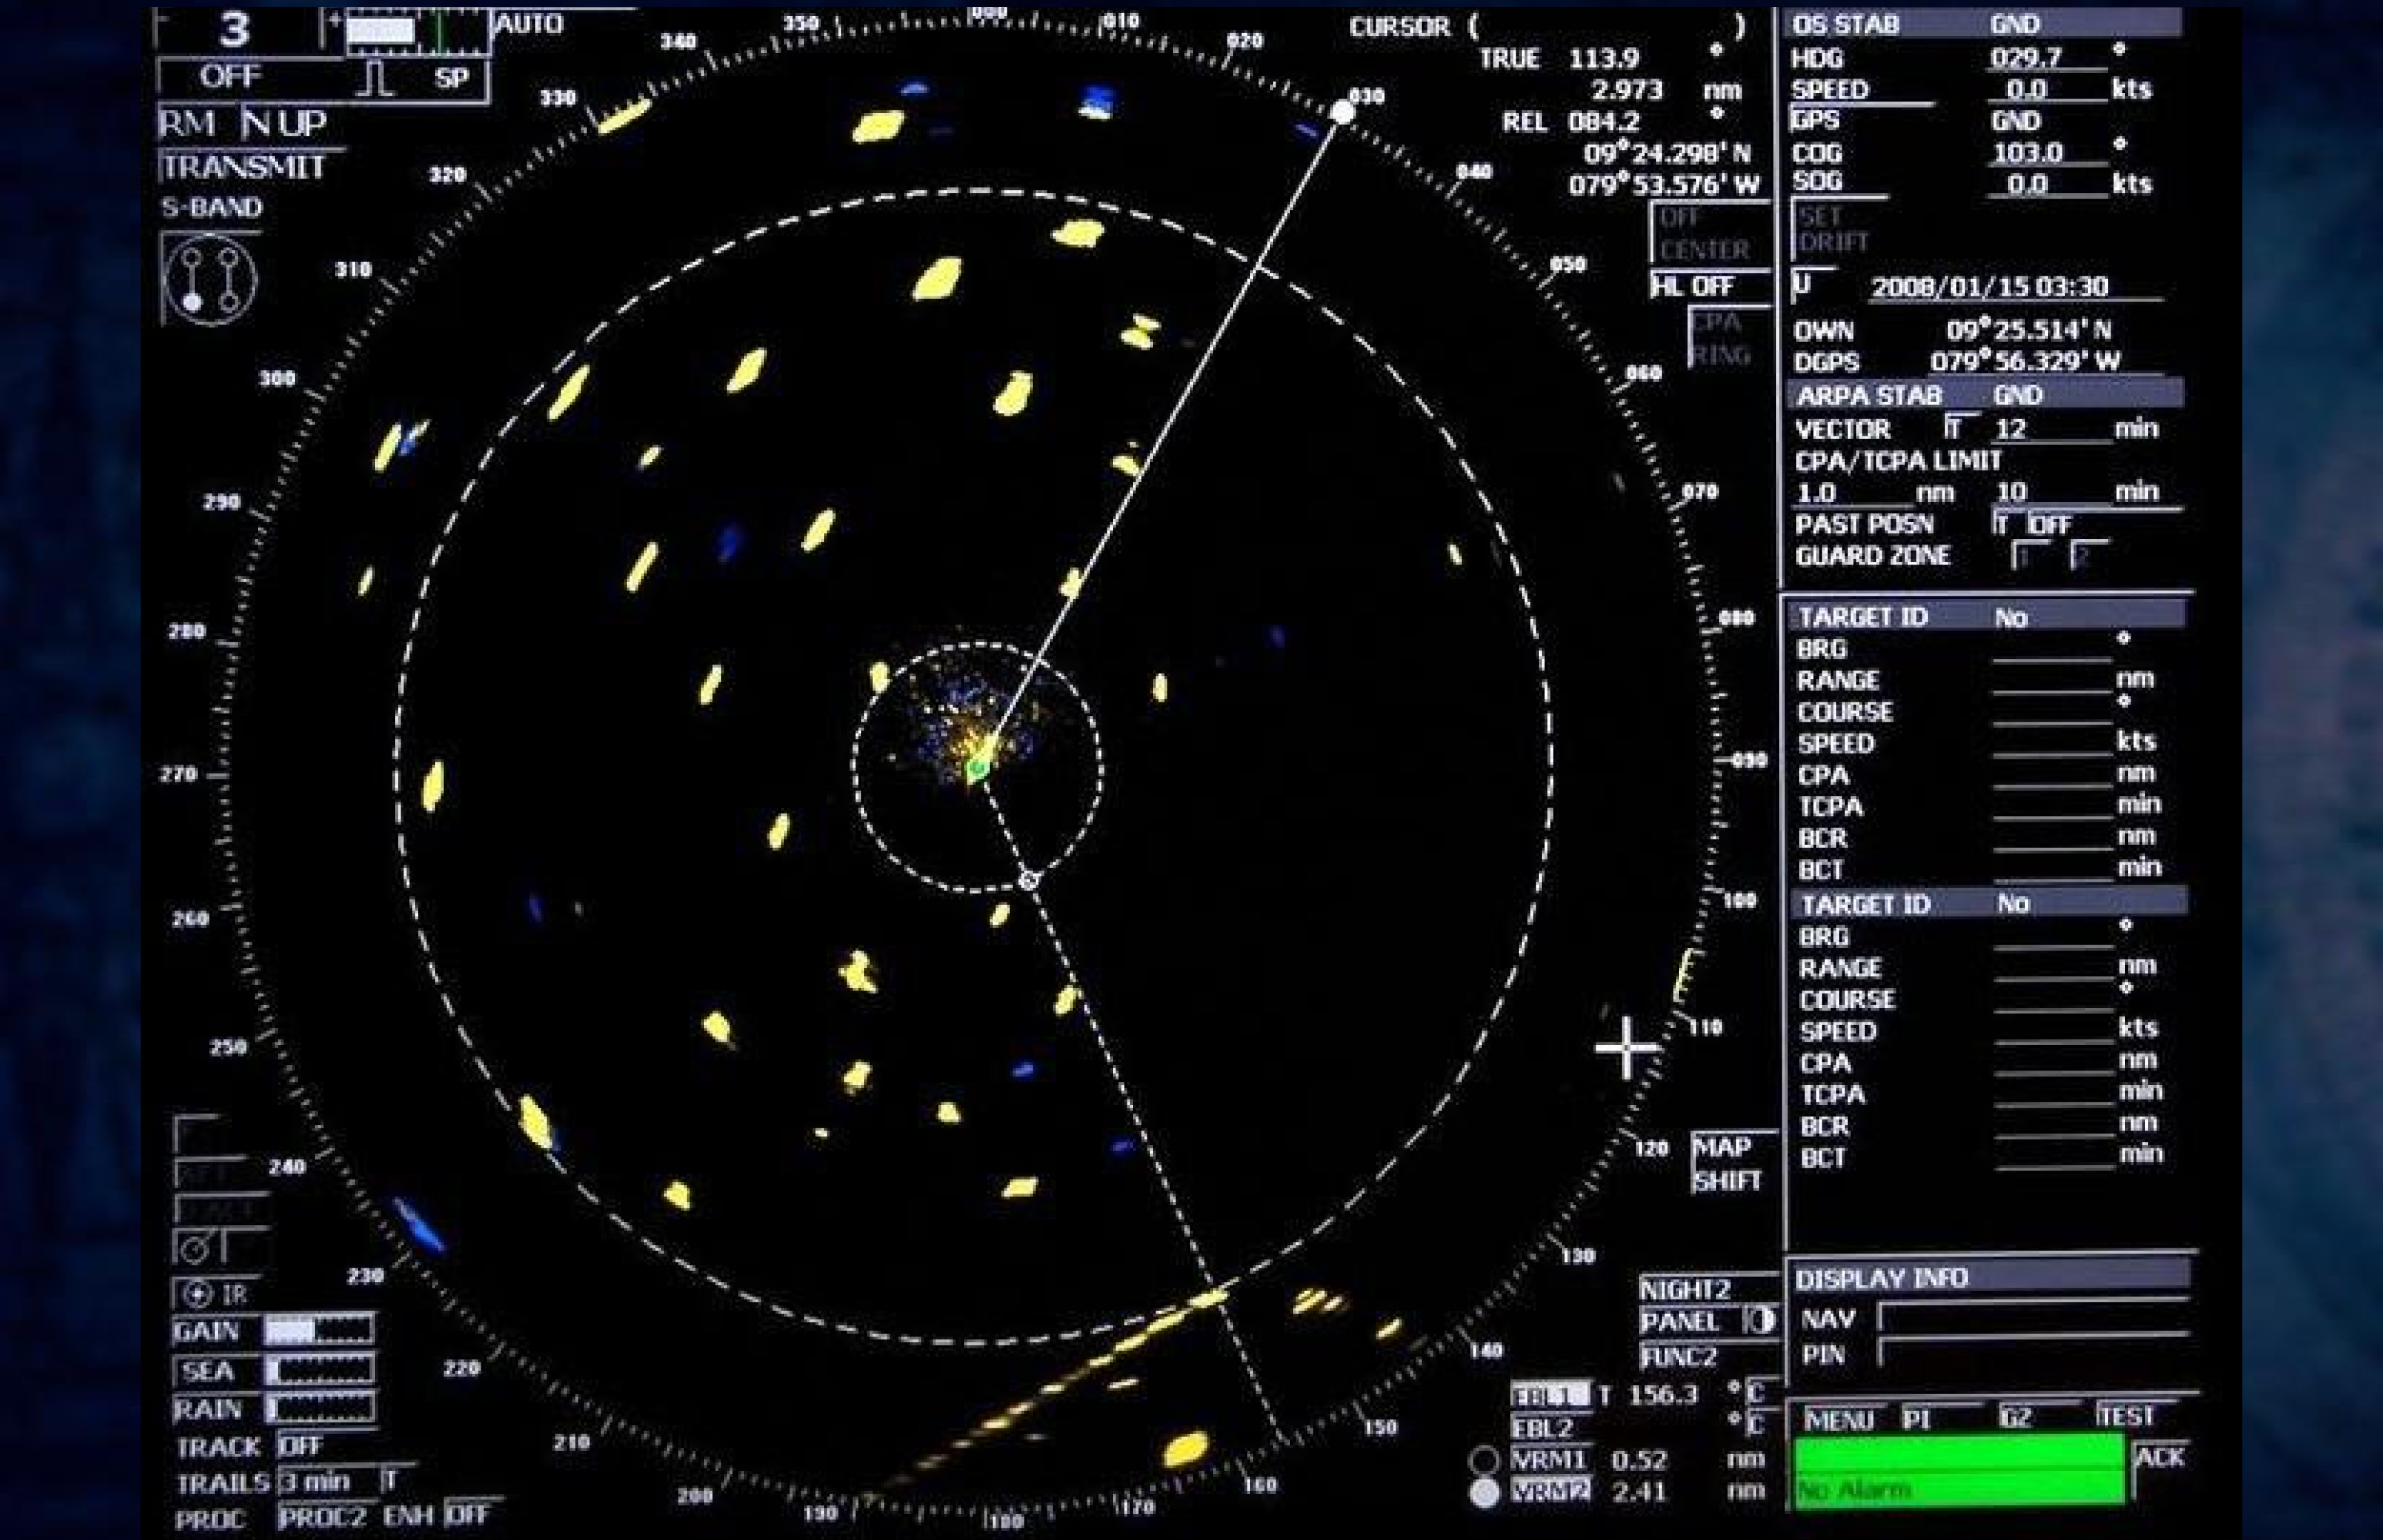 3
- +
AUTO
OFF
SP
RM N UP
TRANSMIT
S-BAND
000
010
020
030
040
050
060
070
080
090
100
110
120
130
140
150
160
170
180
190
200
210
220
230
240
250
260
270
280
290
300
310
320
330
340
350
CURSOR ( )
TRUE 113.9 °
2.973 nm
REL 084.2 °
09°24.298' N
079°53.576' W
OFF
CENTER
HL OFF
CPA
RING
OS STAB GND
HDG 029.7 °
SPEED 0.0 kts
GPS GND
COG 103.0 °
SOG 0.0 kts
SET
DRIFT
U 2008/01/15 03:30
OWN 09°25.514' N
DGPS 079°56.329' W
ARPA STAB GND
VECTOR T 12 min
CPA/TCPA LIMIT
1.0 nm 10 min
PAST POSN T OFF
GUARD ZONE 1 2
TARGET ID No
BRG °
RANGE nm
COURSE °
SPEED kts
CPA nm
TCPA min
BCR nm
BCT min
TARGET ID No
BRG °
RANGE nm
COURSE °
SPEED kts
CPA nm
TCPA min
BCR nm
BCT min
MAP
SHIFT
DISPLAY INFO
NAV
PIN
NIGHT2
PANEL
FUNC2
EBL1 T 156.3 ° C
EBL2 ° C
VRM1 0.52 nm
VRM2 2.41 nm
MENU PI G2 TEST
ACK
No Alarm
IR
GAIN
SEA
RAIN
TRACK OFF
TRAILS 3 min T
PROC PROC2 ENH OFF